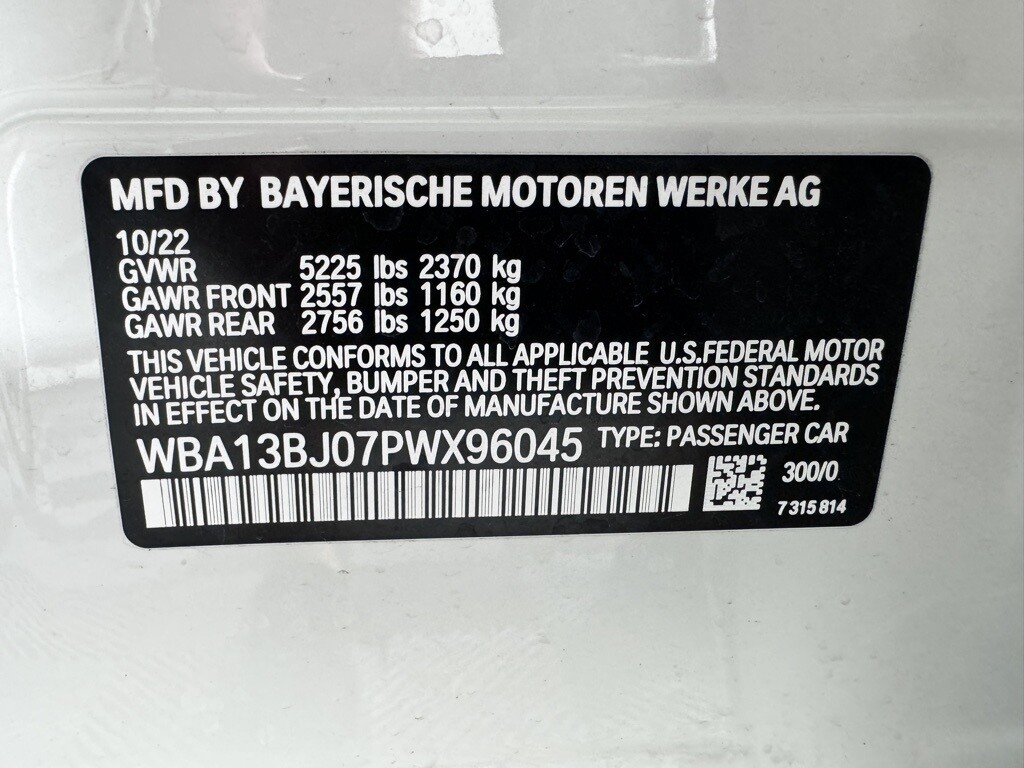 MFD BY BAYERISCHE MOTOREN WERKE AG
10/22
GVWR 5225 lbs 2370 kg
GAWR FRONT 2557 lbs 1160 kg
GAWR REAR 2756 lbs 1250 kg
THIS VEHICLE CONFORMS TO ALL APPLICABLE U.S.FEDERAL MOTOR
VEHICLE SAFETY, BUMPER AND THEFT PREVENTION STANDARDS
IN EFFECT ON THE DATE OF MANUFACTURE SHOWN ABOVE.
WBA13BJ07PWX96045 TYPE: PASSENGER CAR
300/0
7 315 814